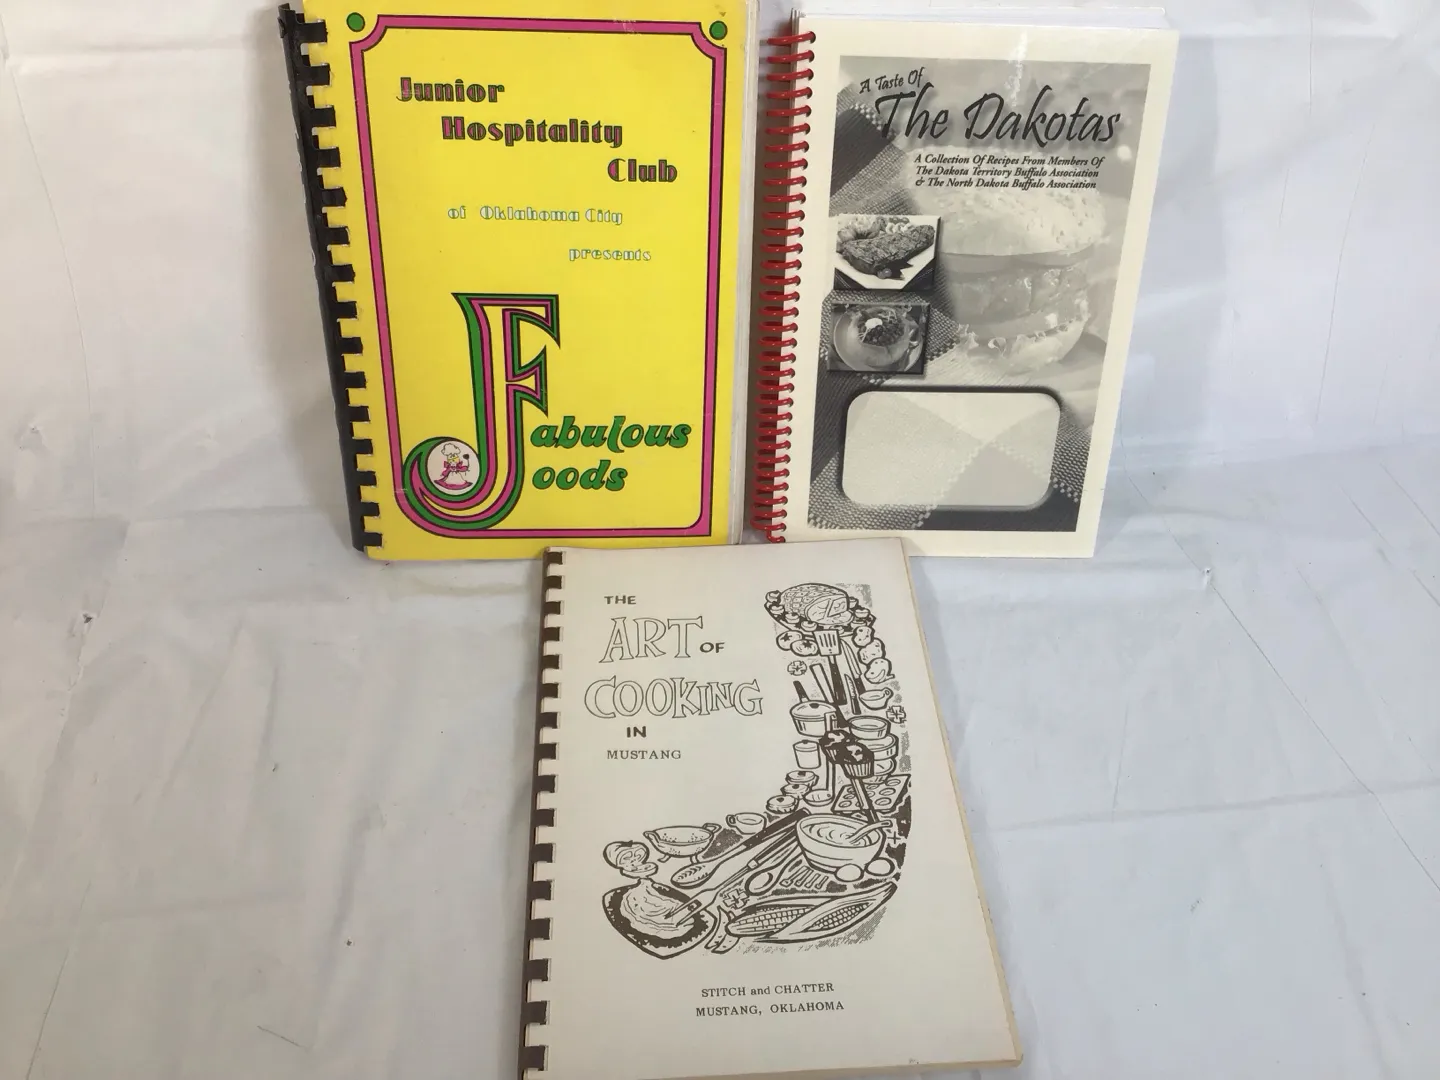 Junior
Hospitality
Club
of Oklahoma City
presents
Fabulous
Foods
A Taste Of
The Dakotas
A Collection Of Recipes From Members Of
The Dakota Territory Buffalo Association
& The North Dakota Buffalo Association
THE
ART OF
COOKING
IN
MUSTANG
STITCH and CHATTER
MUSTANG, OKLAHOMA